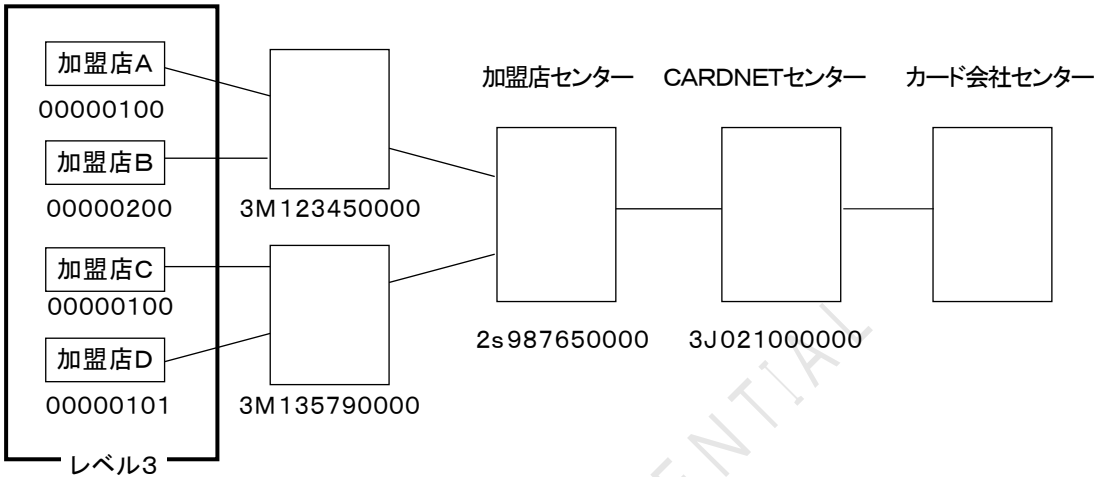 加盟店A
00000100
加盟店B
00000200
加盟店C
00000100
加盟店D
00000101
レベル3
3M123450000
3M135790000
加盟店センター
2s987650000
CARDNETセンター
3J021000000
カード会社センター
ENTIAL